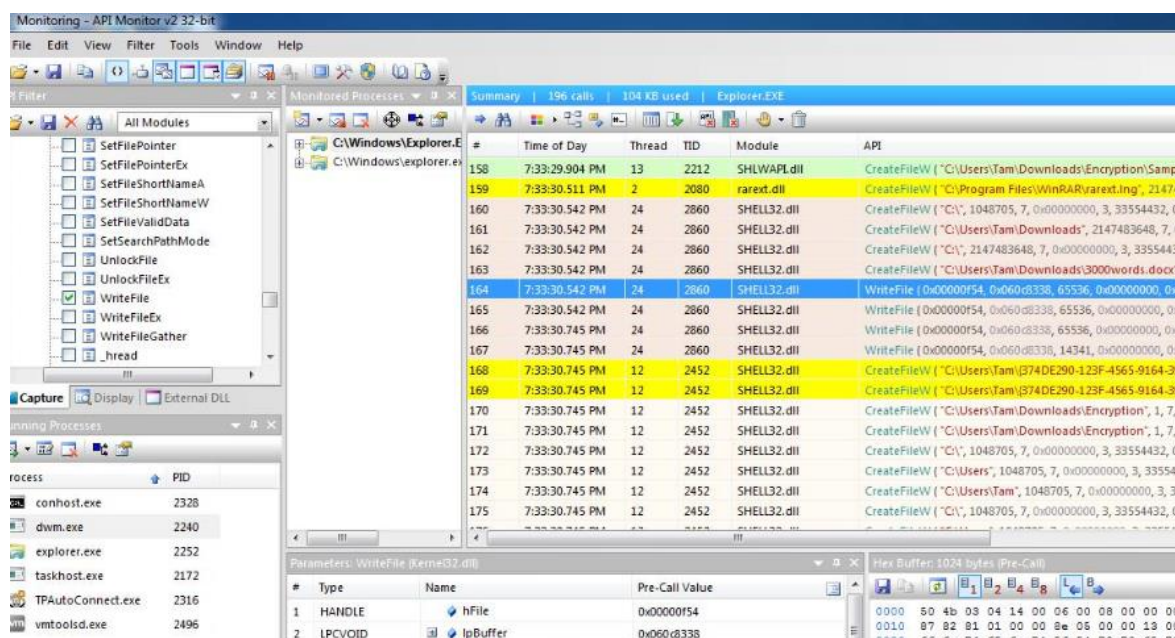 Monitoring - API Monitor v2 32-bit
File Edit View Filter Tools Window Help
Filter
All Modules
SetFilePointer
SetFilePointerEx
SetFileShortNameA
SetFileShortNameW
SetFileValidData
SetSearchPathMode
UnlockFile
UnlockFileEx
WriteFile
WriteFileEx
WriteFileGather
_hread
Capture Display External DLL
Monitored Processes
C:\Windows\Explorer.E
C:\Windows\explorer.ex
Summary | 196 calls | 104 KB used | Explorer.EXE
# Time of Day Thread TID Module API
158 7:33:29.904 PM 13 2212 SHLWAPI.dll CreateFileW ( "C:\Users\Tam\Downloads\Encryption\Samp
159 7:33:30.511 PM 2 2080 rarext.dll CreateFileW ( "C:\Program Files\WinRAR\rarext.lng", 2147
160 7:33:30.542 PM 24 2860 SHELL32.dll CreateFileW ( "C:\", 1048705, 7, 0x00000000, 3, 33554432, 0
161 7:33:30.542 PM 24 2860 SHELL32.dll CreateFileW ( "C:\Users\Tam\Downloads", 2147483648, 7,
162 7:33:30.542 PM 24 2860 SHELL32.dll CreateFileW ( "C:\", 2147483648, 7, 0x00000000, 3, 3355443
163 7:33:30.542 PM 24 2860 SHELL32.dll CreateFileW ( "C:\Users\Tam\Downloads\3000words.docx
164 7:33:30.542 PM 24 2860 SHELL32.dll WriteFile ( 0x00000f54, 0x060d8338, 65536, 0x00000000, 0x
165 7:33:30.542 PM 24 2860 SHELL32.dll WriteFile ( 0x00000f54, 0x060d8338, 65536, 0x00000000, 0
166 7:33:30.745 PM 24 2860 SHELL32.dll WriteFile ( 0x00000f54, 0x060d8338, 65536, 0x00000000, 0
167 7:33:30.745 PM 24 2860 SHELL32.dll WriteFile ( 0x00000f54, 0x060d8338, 14341, 0x00000000, 0
168 7:33:30.745 PM 12 2452 SHELL32.dll CreateFileW ( "C:\Users\Tam\{374DE290-123F-4565-9164-3
169 7:33:30.745 PM 12 2452 SHELL32.dll CreateFileW ( "C:\Users\Tam\{374DE290-123F-4565-9164-3
170 7:33:30.745 PM 12 2452 SHELL32.dll CreateFileW ( "C:\Users\Tam\Downloads\Encryption", 1, 7,
171 7:33:30.745 PM 12 2452 SHELL32.dll CreateFileW ( "C:\Users\Tam\Downloads\Encryption", 1, 7,
172 7:33:30.745 PM 12 2452 SHELL32.dll CreateFileW ( "C:\", 1048705, 7, 0x00000000, 3, 33554432, 0
173 7:33:30.745 PM 12 2452 SHELL32.dll CreateFileW ( "C:\Users", 1048705, 7, 0x00000000, 3, 33554
174 7:33:30.745 PM 12 2452 SHELL32.dll CreateFileW ( "C:\Users\Tam", 1048705, 7, 0x00000000, 3, 3
175 7:33:30.745 PM 12 2452 SHELL32.dll CreateFileW ( "C:\", 1048705, 7, 0x00000000, 3, 33554432, 0
unning Processes
rocess PID
conhost.exe 2328
dwm.exe 2240
explorer.exe 2252
taskhost.exe 2172
TPAutoConnect.exe 2316
vmtoolsd.exe 2496
Parameters: WriteFile (Kernel32.dll)
# Type Name Pre-Call Value
1 HANDLE hFile 0x00000f54
2 LPCVOID lpBuffer 0x060d8338
Hex Buffer: 1024 bytes (Pre-Call)
0000 50 4b 03 04 14 00 06 00 08 00 00 0
0010 87 82 81 01 00 00 8e 05 00 00 13 0